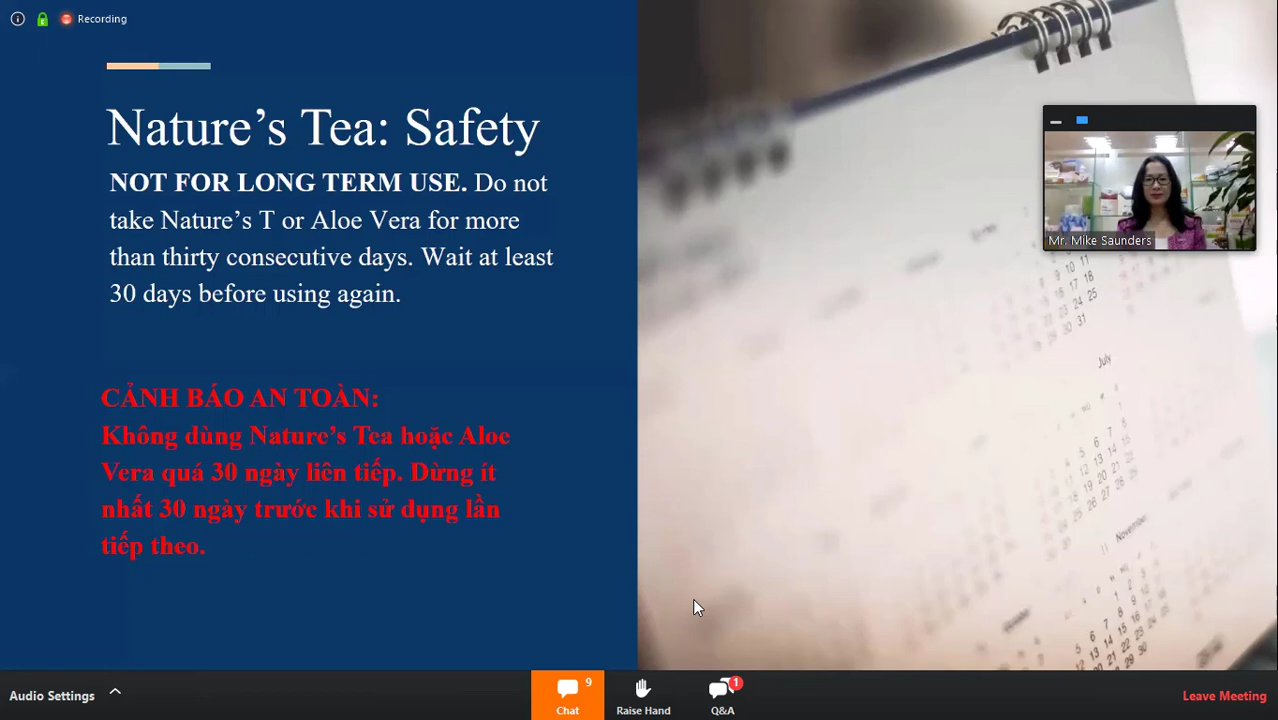 Recording
Nature's Tea: Safety
NOT FOR LONG TERM USE. Do not
take Nature's T or Aloe Vera for more
than thirty consecutive days. Wait at least
30 days before using again.
CẢNH BÁO AN TOÀN:
Không dùng Nature's Tea hoặc Aloe
Vera quá 30 ngày liên tiếp. Dừng ít
nhất 30 ngày trước khi sử dụng lần
tiếp theo.
Mr. Mike Saunders
July
November
Audio Settings
9
Chat
Raise Hand
1
Q&A
Leave Meeting